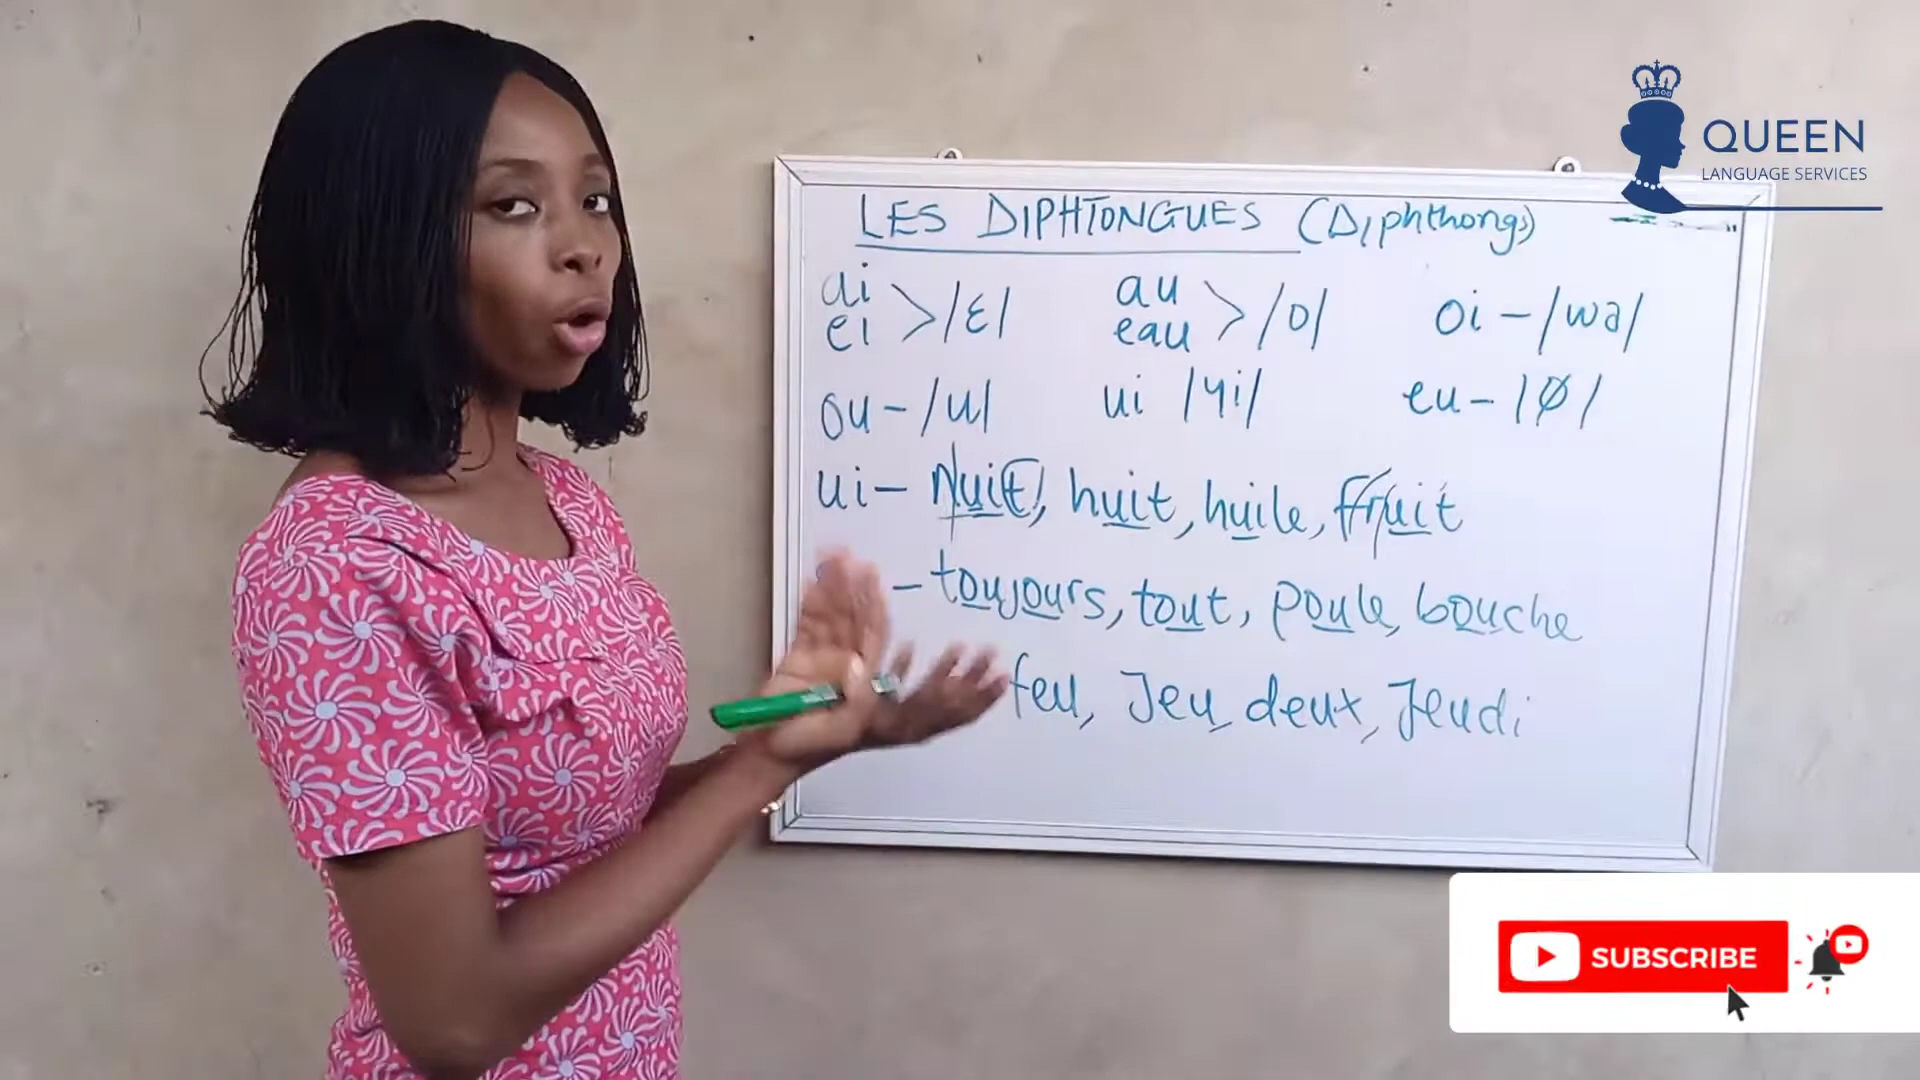 QUEEN
LANGUAGE SERVICES
LES DIPHTONGUES (Diphthongs)
ai
ei > /ɛ/
au
eau > /o/
oi – /wa/
ou – /u/
ui /ɥi/
eu – /ø/
ui – nuit, huit, huile, fruit
– toujours, tout, poule, bouche
feu, Jeu, deux, Jeudi
SUBSCRIBE